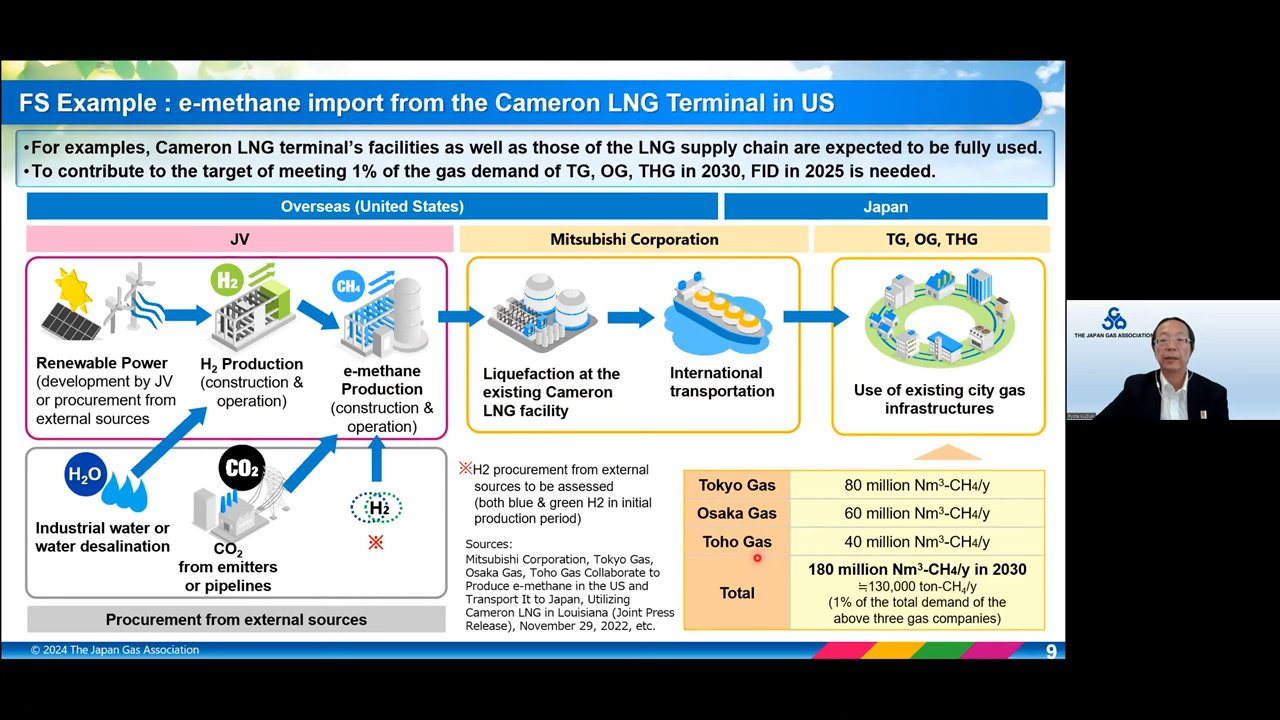 FS Example : e-methane import from the Cameron LNG Terminal in US
•For examples, Cameron LNG terminal's facilities as well as those of the LNG supply chain are expected to be fully used.
•To contribute to the target of meeting 1% of the gas demand of TG, OG, THG in 2030, FID in 2025 is needed.
Overseas (United States)
Japan
JV
Mitsubishi Corporation
TG, OG, THG
H₂
CH₄
Renewable Power
(development by JV
or procurement from
external sources
H₂ Production
(construction &
operation)
e-methane
Production
(construction &
operation)
Liquefaction at the
existing Cameron
LNG facility
International
transportation
Use of existing city gas
infrastructures
H₂O
CO₂
H₂
※
Industrial water or
water desalination
CO₂
from emitters
or pipelines
Procurement from external sources
※H2 procurement from external
sources to be assessed
(both blue & green H2 in initial
production period)
Sources:
Mitsubishi Corporation, Tokyo Gas,
Osaka Gas, Toho Gas Collaborate to
Produce e-methane in the US and
Transport It to Japan, Utilizing
Cameron LNG in Louisiana (Joint Press
Release), November 29, 2022, etc.
Tokyo Gas 80 million Nm³-CH₄/y
Osaka Gas 60 million Nm³-CH₄/y
Toho Gas 40 million Nm³-CH₄/y
Total
180 million Nm³-CH₄/y in 2030
≒130,000 ton-CH₄/y
(1% of the total demand of the
above three gas companies)
© 2024 The Japan Gas Association
9
THE JAPAN GAS ASSOCIATION